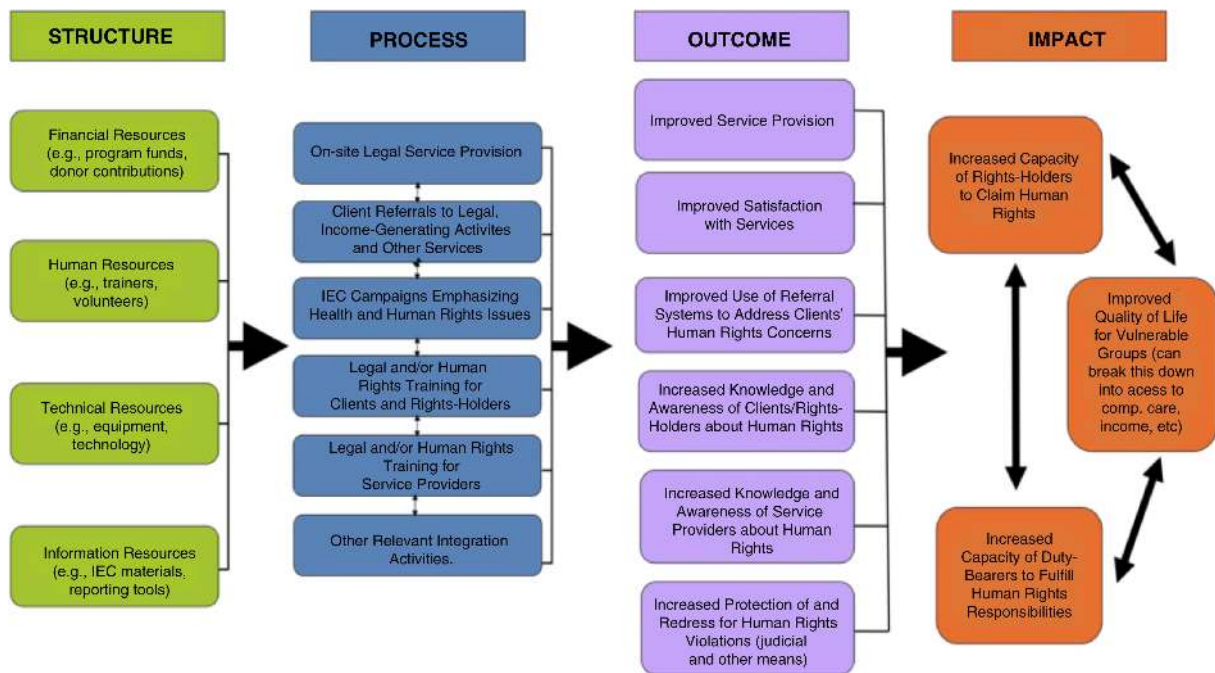 STRUCTURE
PROCESS
OUTCOME
IMPACT
Financial Resources
(e.g., program funds,
donor contributions)
Human Resources
(e.g., trainers,
volunteers)
Technical Resources
(e.g., equipment,
technology)
Information Resources
(e.g., IEC materials,
reporting tools)
On-site Legal Service Provision
Client Referrals to Legal,
Income-Generating Activites
and Other Services
IEC Campaigns Emphasizing
Health and Human Rights Issues
Legal and/or Human
Rights Training for
Clients and Rights-Holders
Legal and/or Human Rights
Training for
Service Providers
Other Relevant Integration
Activities.
Improved Service Provision
Improved Satisfaction
with Services
Improved Use of Referral
Systems to Address Clients'
Human Rights Concerns
Increased Knowledge and
Awareness of Clients/Rights-
Holders about Human Rights
Increased Knowledge and
Awareness of Service
Providers about Human
Rights
Increased Protection of and
Redress for Human Rights
Violations (judicial
and other means)
Increased Capacity
of Rights-Holders
to Claim Human
Rights
Improved
Quality of Life
for Vulnerable
Groups (can
break this down
into acess to
comp. care,
income, etc)
Increased
Capacity of Duty-
Bearers to Fulfill
Human Rights
Responsibilities